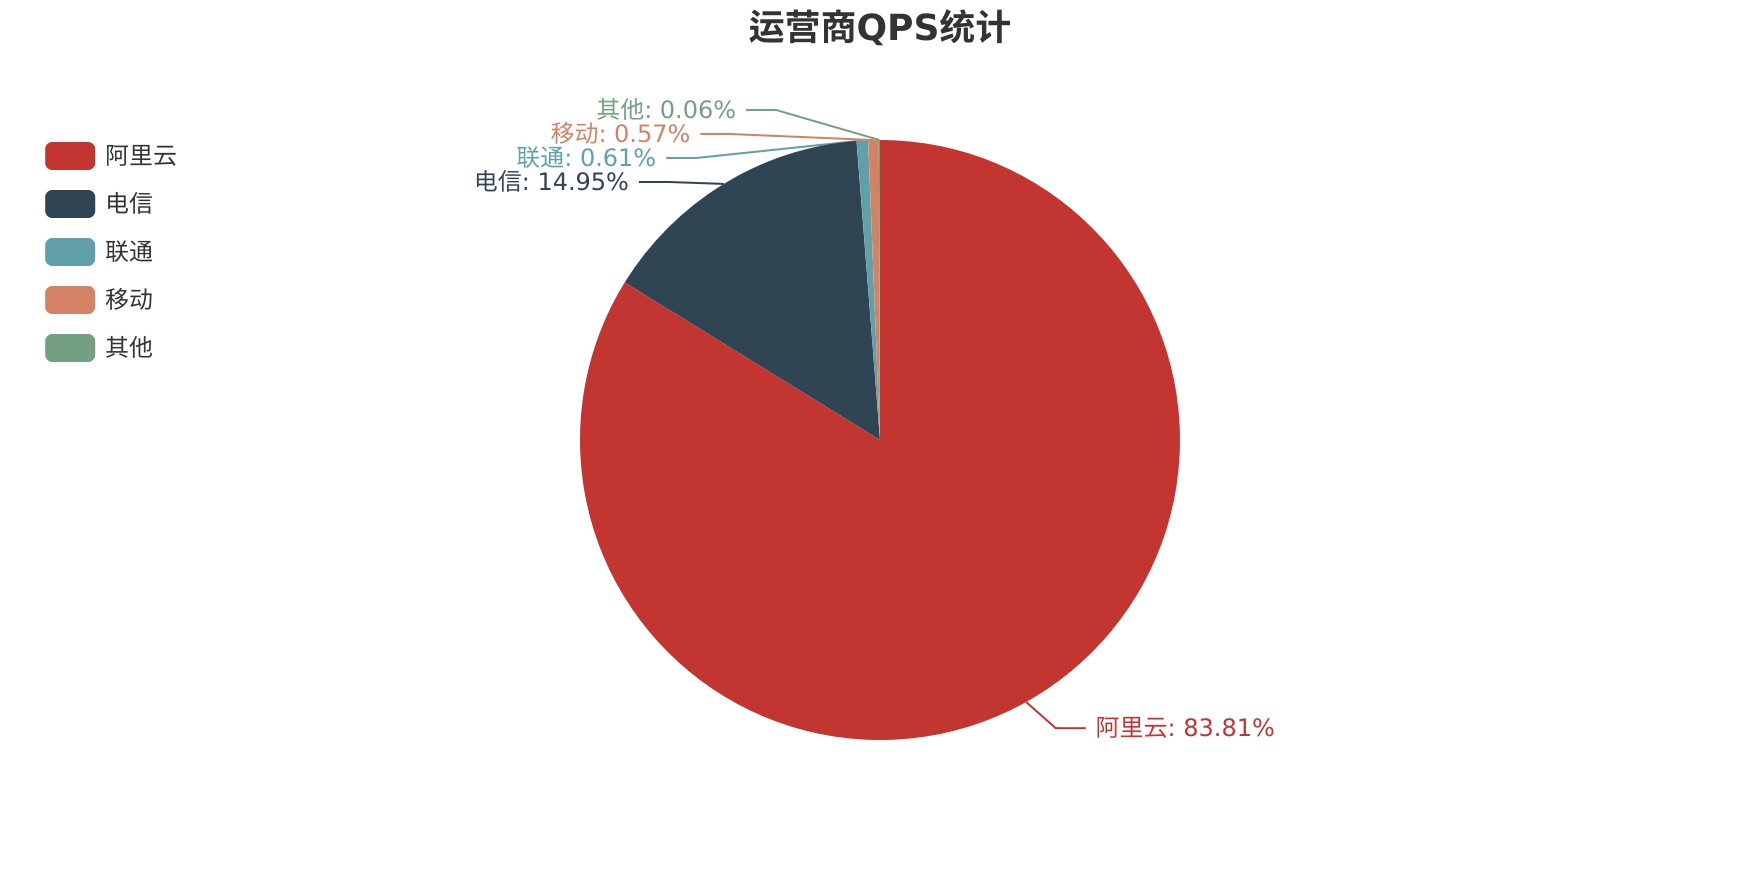 运营商QPS统计
阿里云
电信
联通
移动
其他
其他: 0.06%
移动: 0.57%
联通: 0.61%
电信: 14.95%
阿里云: 83.81%